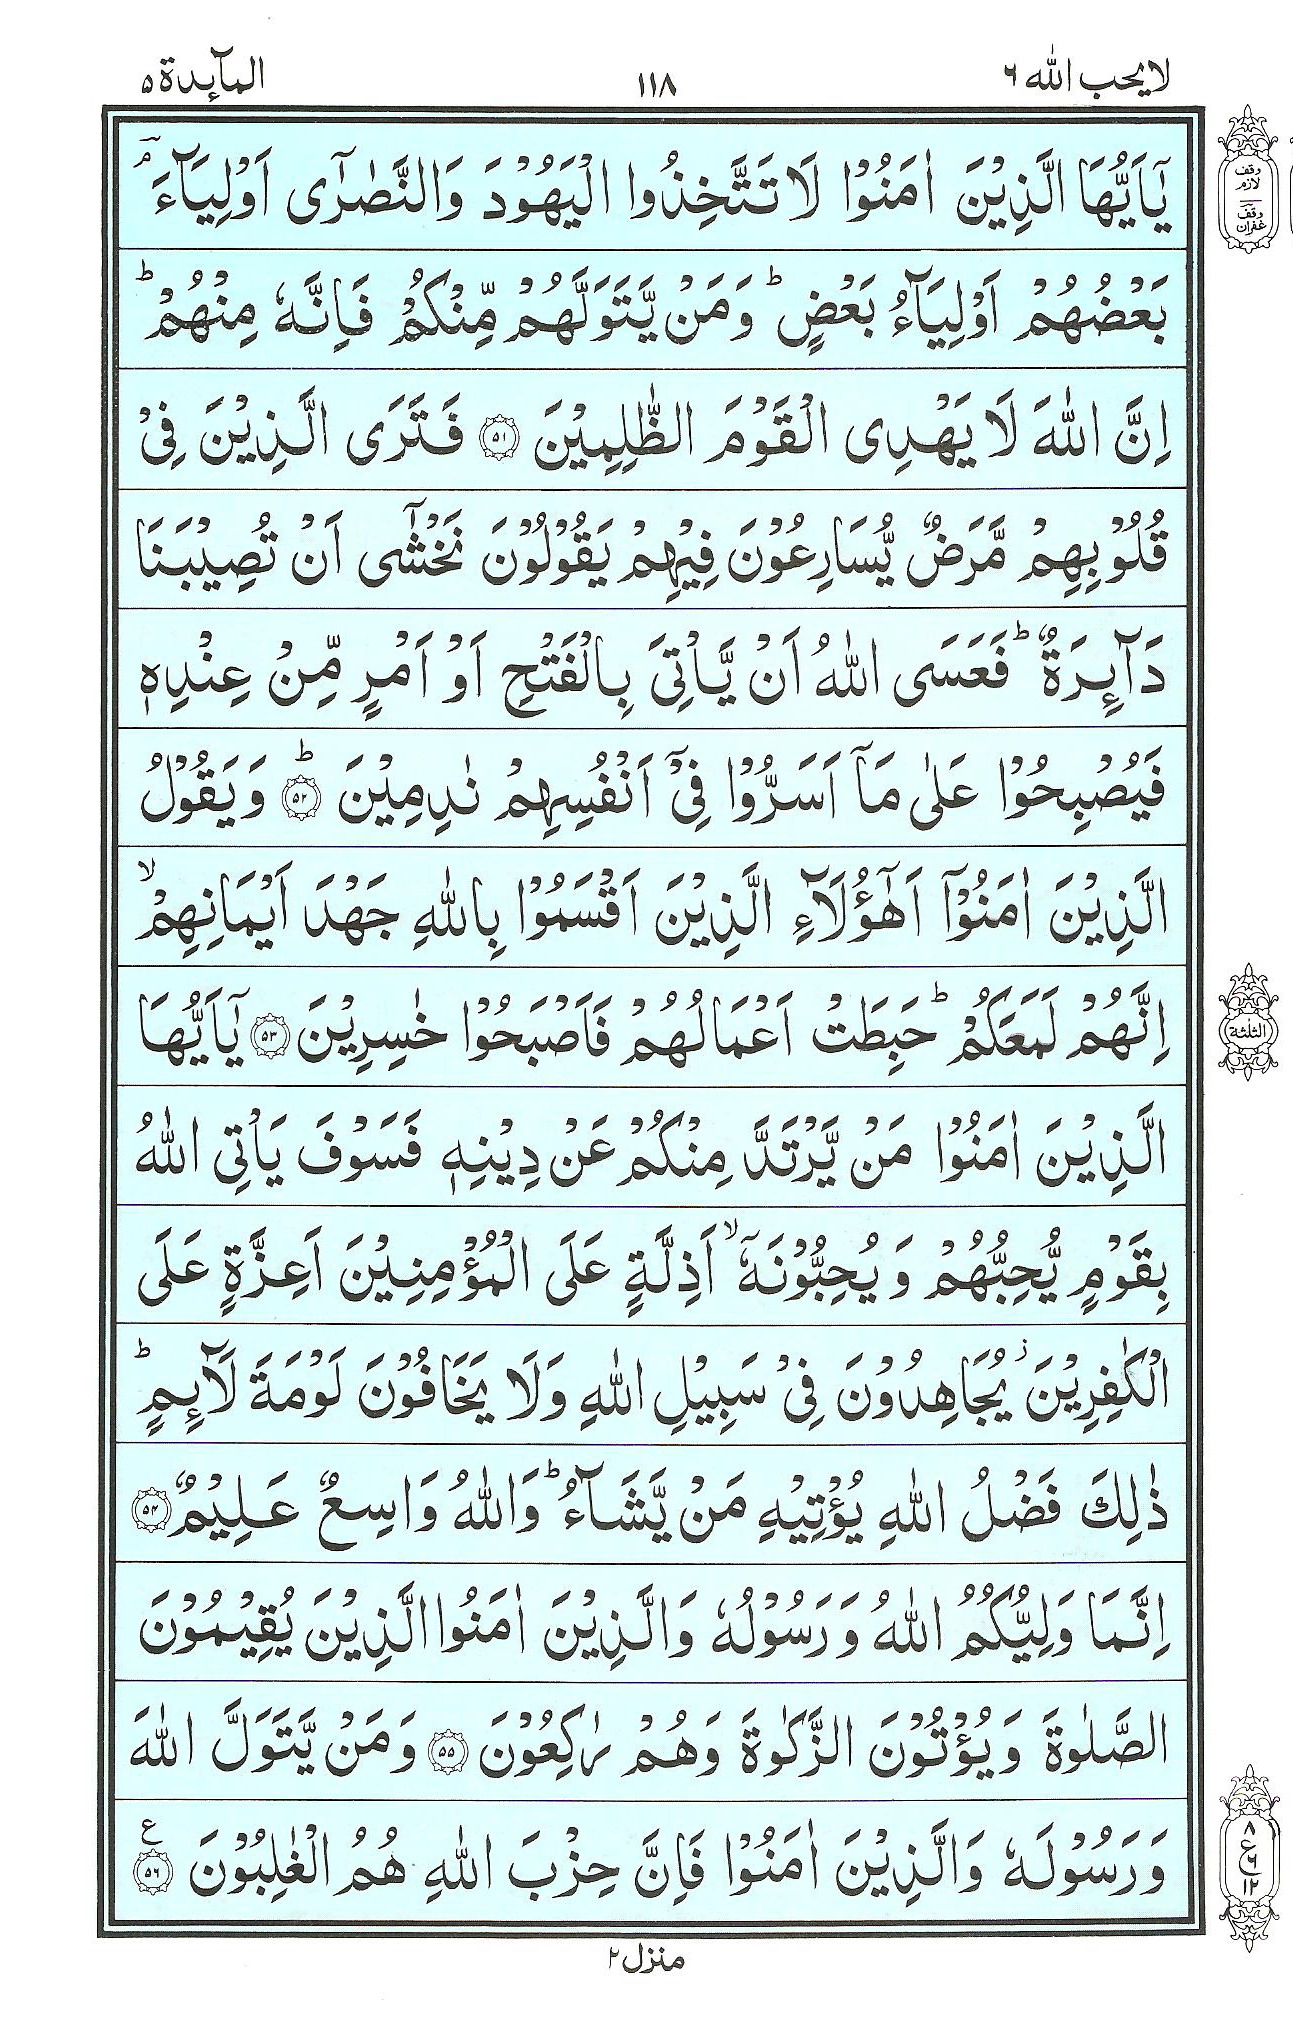 لا يحب الله ٦
١١٨
المآئدة ٥
يٰۤاَيُّهَا الَّذِيْنَ اٰمَنُوْا لَا تَتَّخِذُوا الْيَهُوْدَ وَالنَّصٰرٰٓى اَوْلِيَآءَ ؔۘ
بَعْضُهُمْ اَوْلِيَآءُ بَعْضٍ ؕ وَمَنْ يَّتَوَلَّهُمْ مِّنْكُمْ فَاِنَّهٗ مِنْهُمْ ؕ
اِنَّ اللّٰهَ لَا يَهْدِى الْقَوْمَ الظّٰلِمِيْنَ ۝٥١ فَتَرَى الَّذِيْنَ فِىْ
قُلُوْبِهِمْ مَّرَضٌ يُّسَارِعُوْنَ فِيْهِمْ يَقُوْلُوْنَ نَخْشٰٓى اَنْ تُصِيْبَنَا
دَآئِرَةٌ ؕ فَعَسَى اللّٰهُ اَنْ يَّاْتِىَ بِالْفَتْحِ اَوْ اَمْرٍ مِّنْ عِنْدِهٖ
فَيُصْبِحُوْا عَلٰى مَاۤ اَسَرُّوْا فِىْۤ اَنْفُسِهِمْ نٰدِمِيْنَ ؕ ۝٥٢ وَيَقُوْلُ
الَّذِيْنَ اٰمَنُوْۤا اَهٰٓؤُلَآءِ الَّذِيْنَ اَقْسَمُوْا بِاللّٰهِ جَهْدَ اَيْمَانِهِمْ ۙ
اِنَّهُمْ لَمَعَكُمْ ؕ حَبِطَتْ اَعْمَالُهُمْ فَاَصْبَحُوْا خٰسِرِيْنَ ۝٥٣ يٰۤاَيُّهَا
الَّذِيْنَ اٰمَنُوْا مَنْ يَّرْتَدَّ مِنْكُمْ عَنْ دِيْنِهٖ فَسَوْفَ يَاْتِى اللّٰهُ
بِقَوْمٍ يُّحِبُّهُمْ وَيُحِبُّوْنَهٗۤ ۙ اَذِلَّةٍ عَلَى الْمُؤْمِنِيْنَ اَعِزَّةٍ عَلَى
الْكٰفِرِيْنَ ز يُجَاهِدُوْنَ فِىْ سَبِيْلِ اللّٰهِ وَلَا يَخَافُوْنَ لَوْمَةَ لَآئِمٍ ؕ
ذٰلِكَ فَضْلُ اللّٰهِ يُؤْتِيْهِ مَنْ يَّشَآءُ ؕ وَاللّٰهُ وَاسِعٌ عَلِيْمٌ ۝٥٤
اِنَّمَا وَلِيُّكُمُ اللّٰهُ وَرَسُوْلُهٗ وَالَّذِيْنَ اٰمَنُوا الَّذِيْنَ يُقِيْمُوْنَ
الصَّلٰوةَ وَيُؤْتُوْنَ الزَّكٰوةَ وَهُمْ رٰكِعُوْنَ ۝٥٥ وَمَنْ يَّتَوَلَّ اللّٰهَ
وَرَسُوْلَهٗ وَالَّذِيْنَ اٰمَنُوْا فَاِنَّ حِزْبَ اللّٰهِ هُمُ الْغٰلِبُوْنَ ۝٥٦ ع
منزل ٢
وقف لازم
وقف غفران
الثلثة
٨
ع ٦
١٢